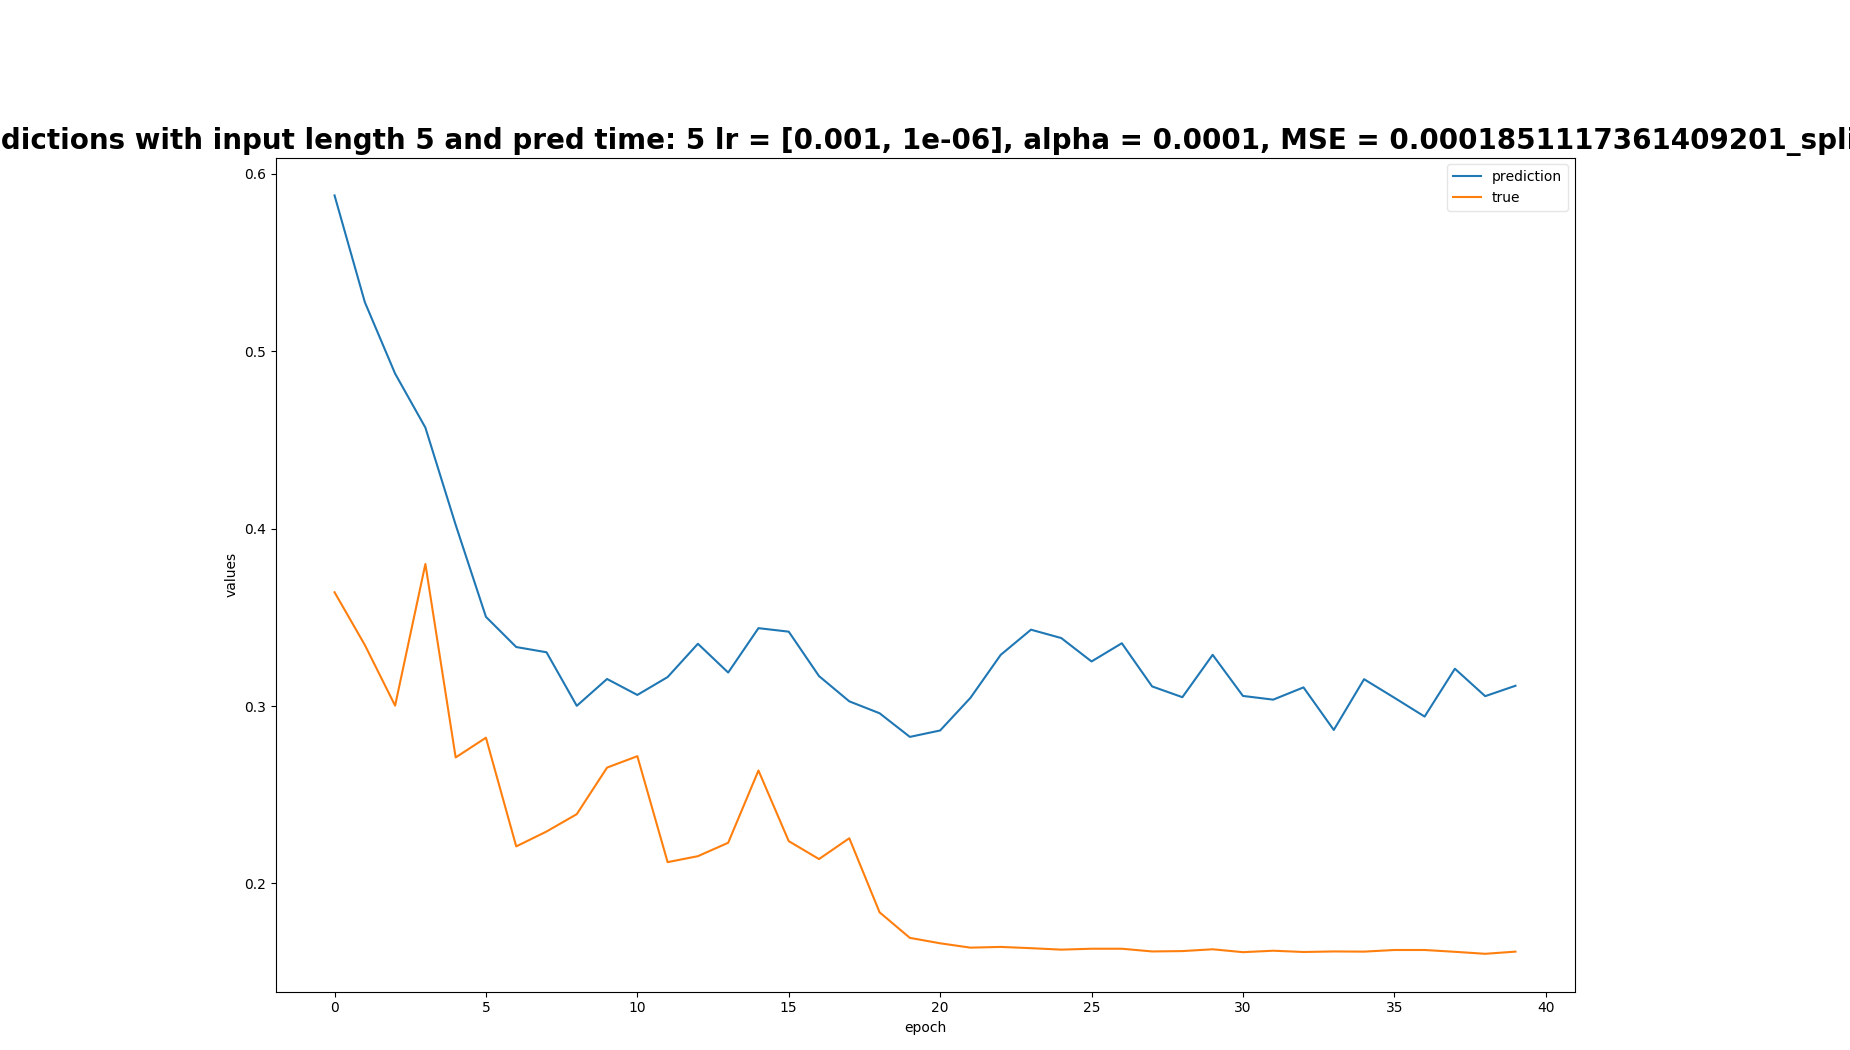 dictions with input length 5 and pred time: 5 lr = [0.001, 1e-06], alpha = 0.0001, MSE = 0.0001851117361409201_spli
prediction
true
0.6
0.5
0.4
0.3
0.2
values
0 5 10 15 20 25 30 35 40
epoch